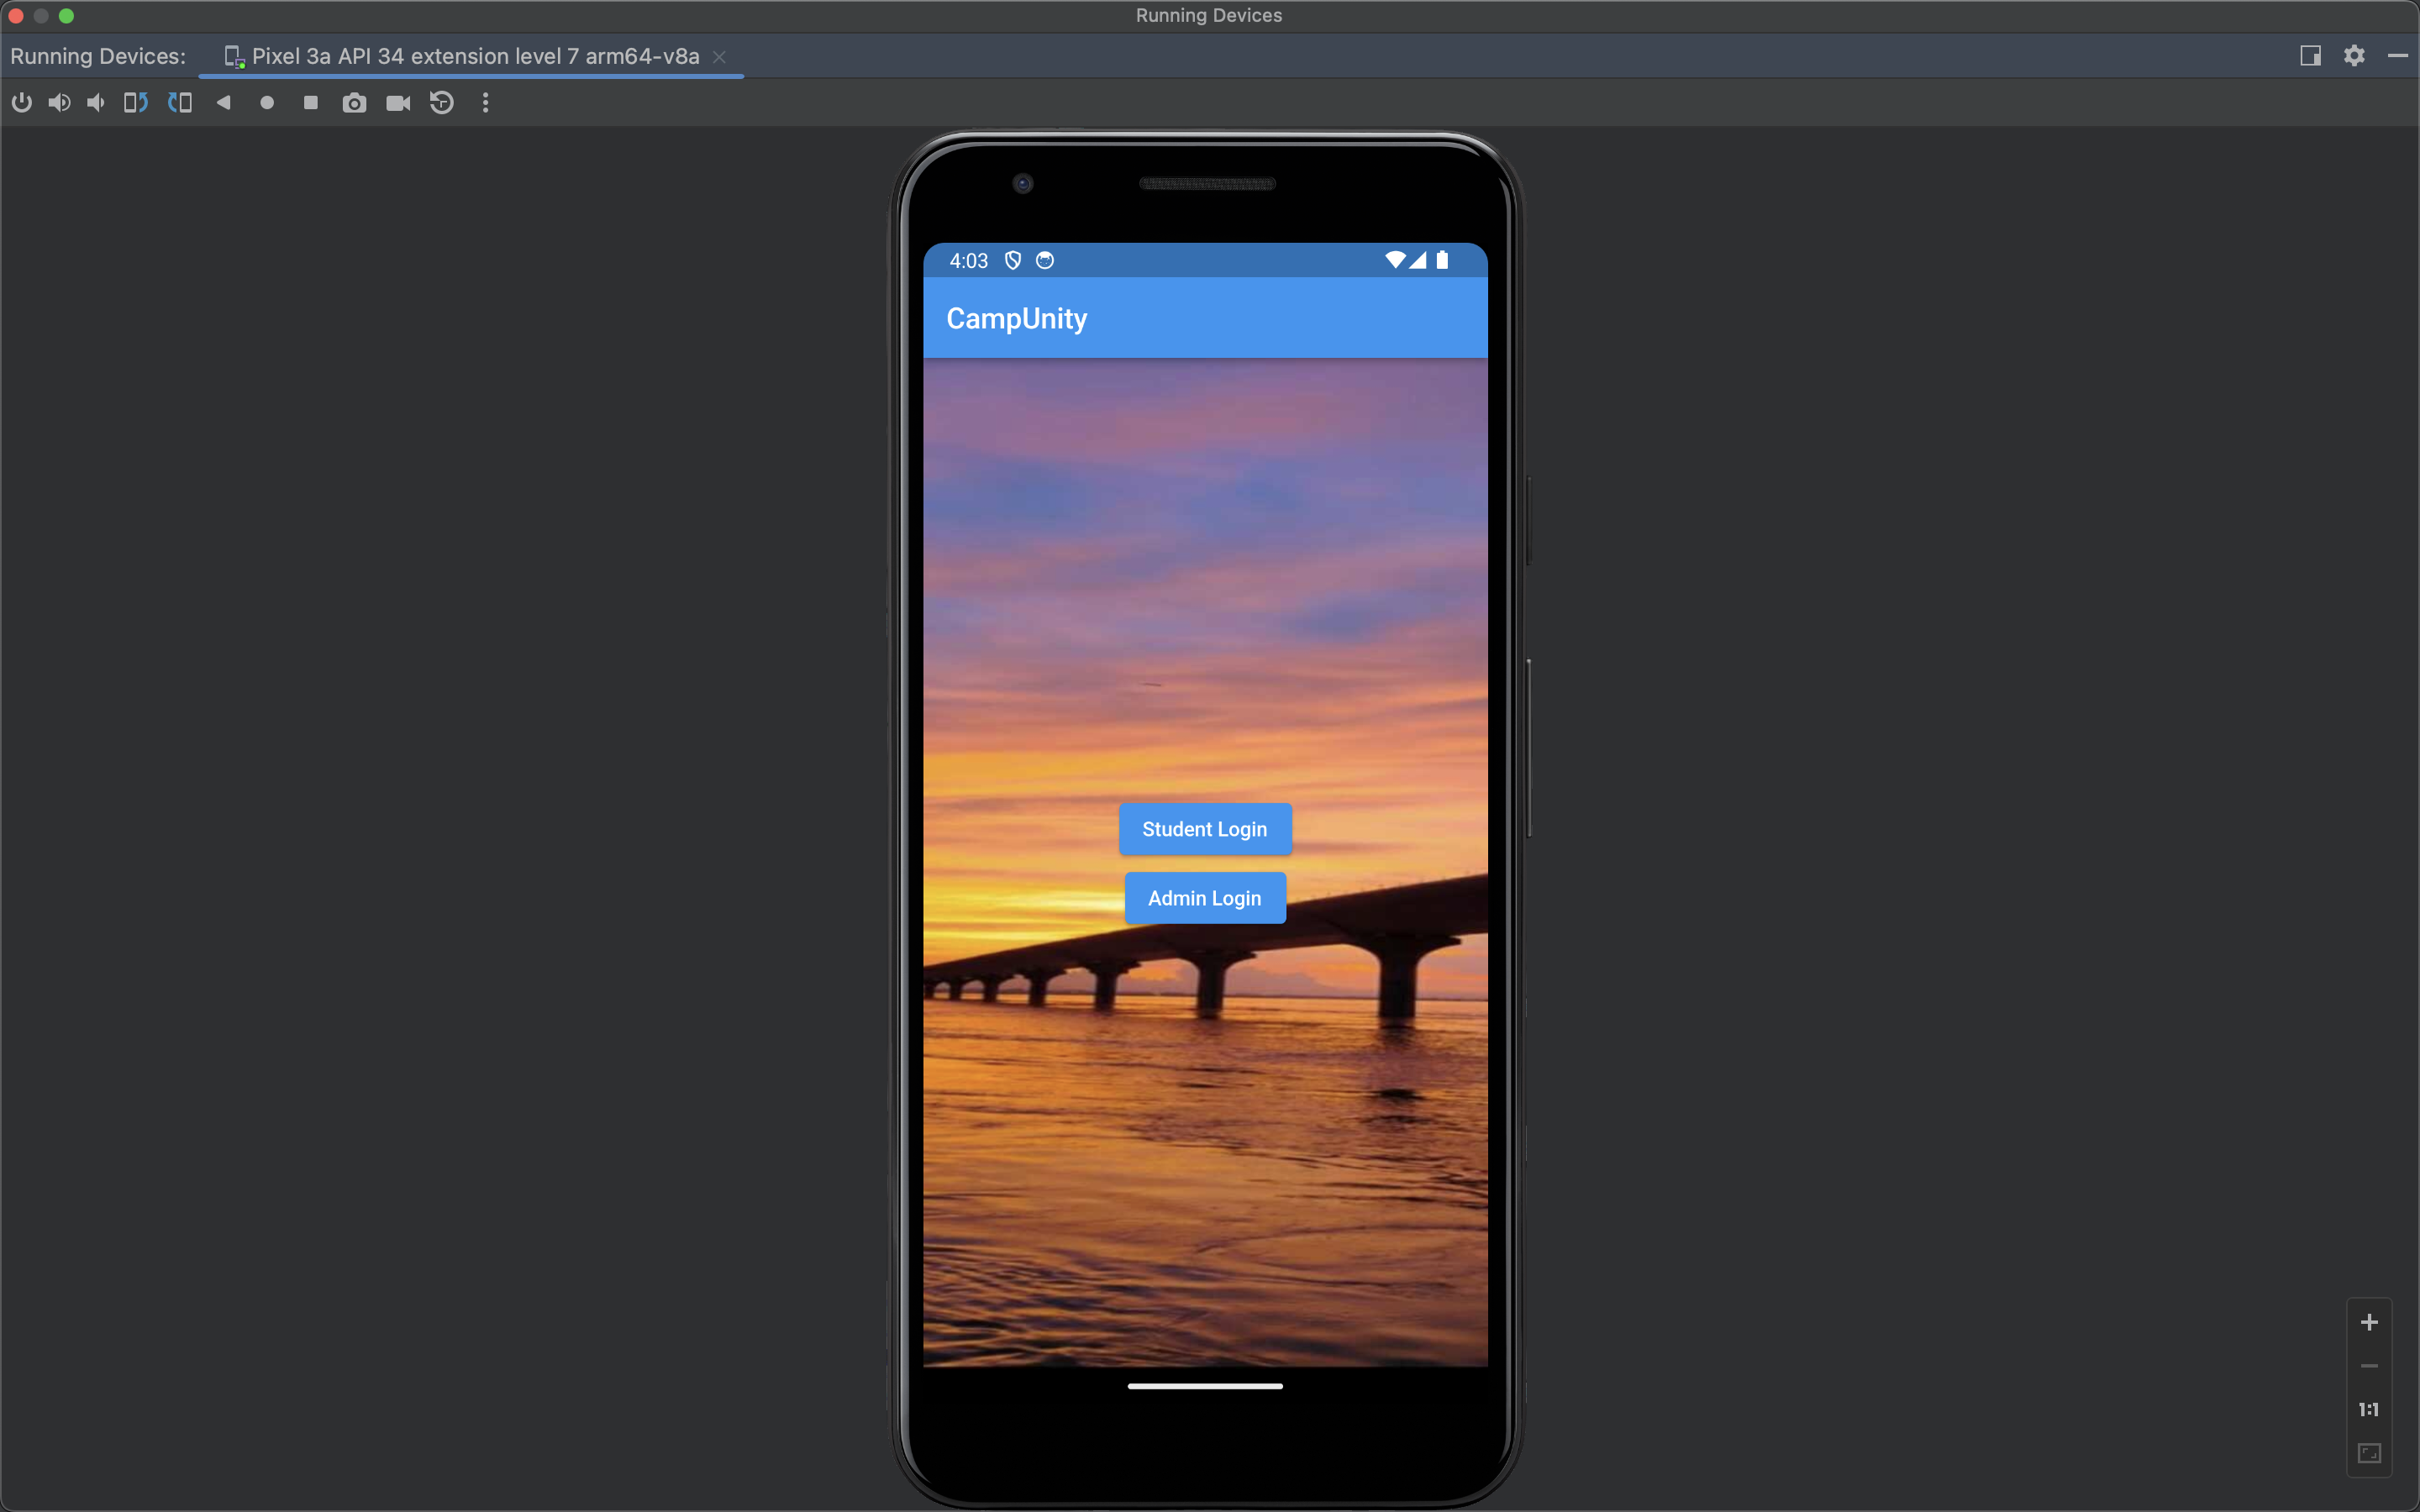 Running Devices
Running Devices:
Pixel 3a API 34 extension level 7 arm64-v8a
4:03
CampUnity
Student Login
Admin Login
1:1